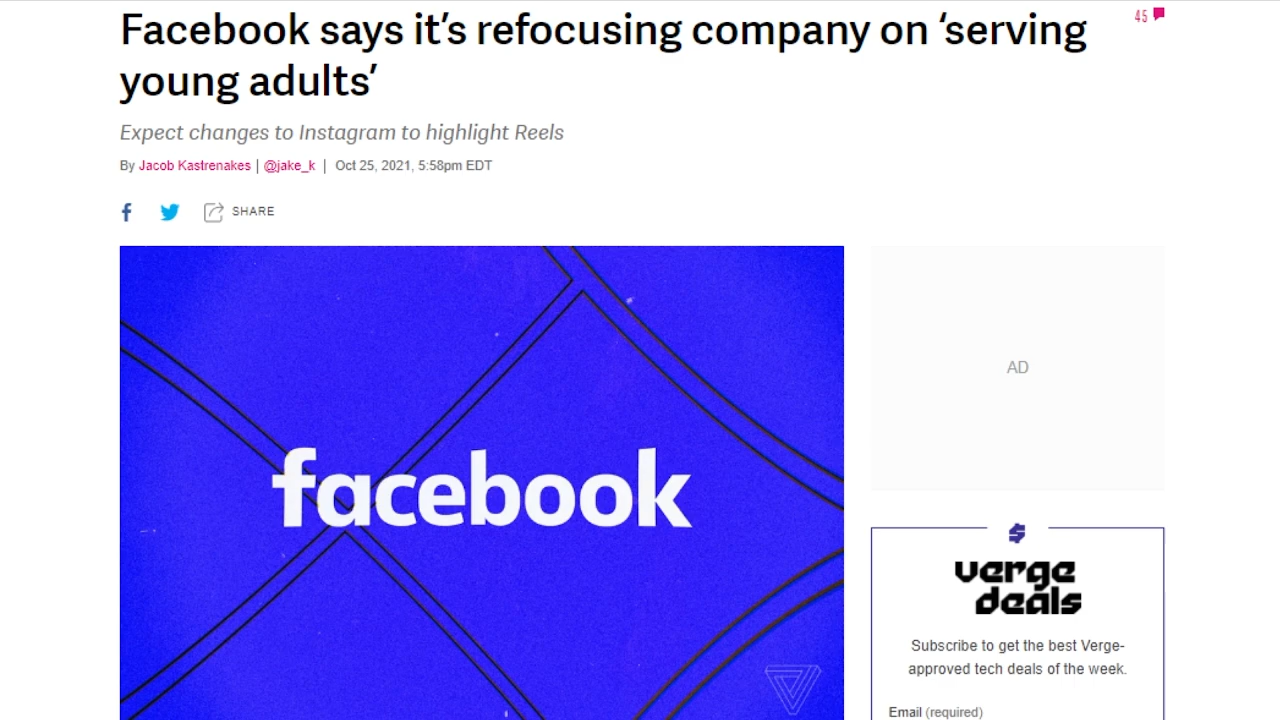 Facebook says it’s refocusing company on ‘serving
young adults’
45
Expect changes to Instagram to highlight Reels
By Jacob Kastrenakes | @jake_k | Oct 25, 2021, 5:58pm EDT
SHARE
facebook
AD
verge
deals
Subscribe to get the best Verge-
approved tech deals of the week.
Email (required)